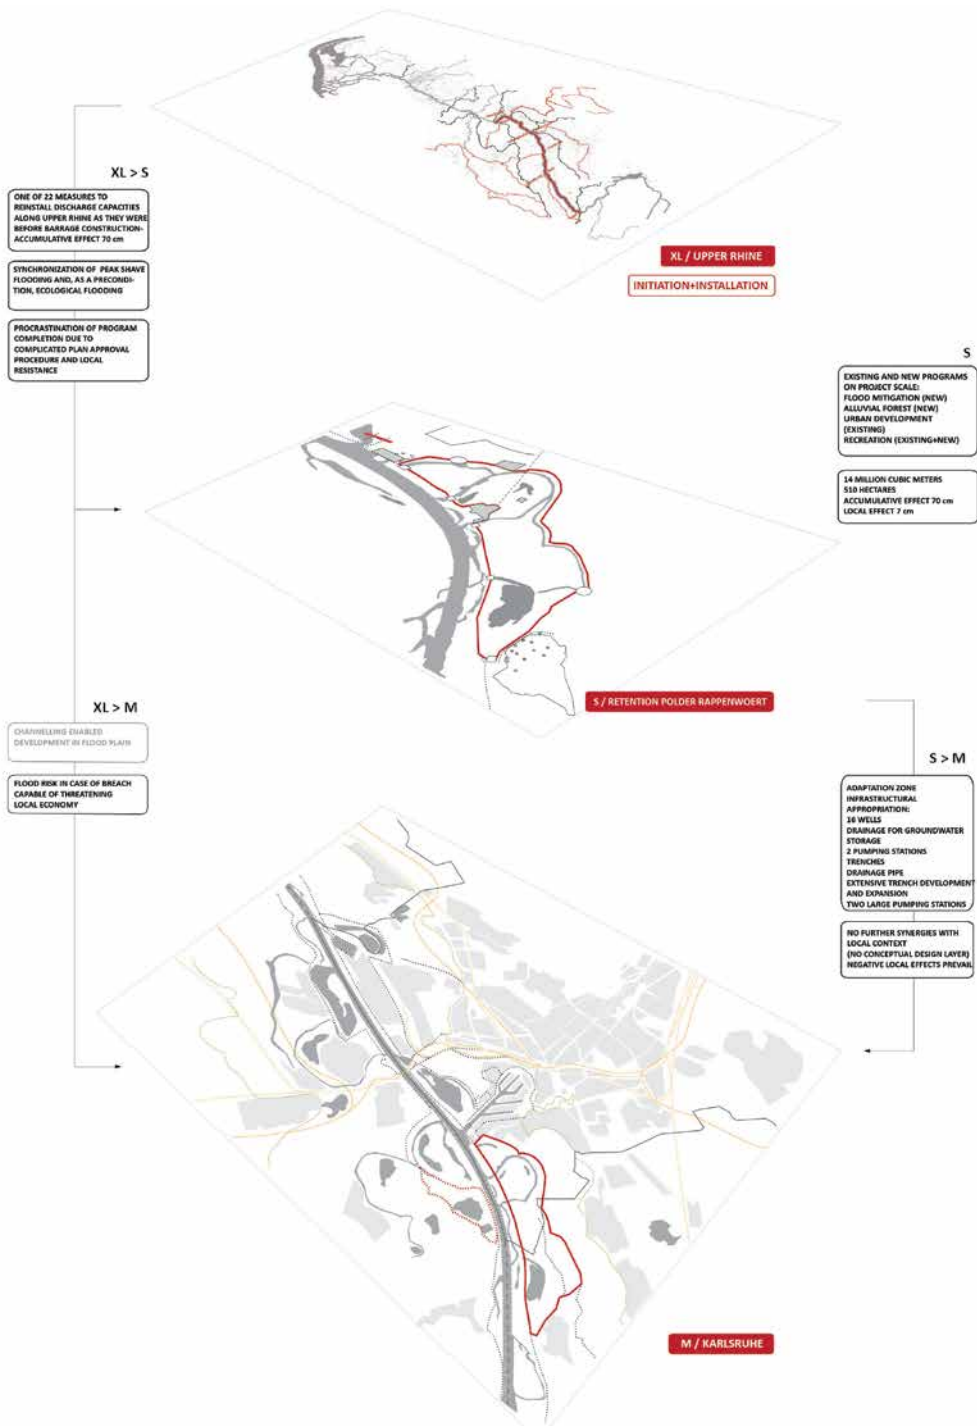 XL > S
ONE OF 22 MEASURES TO
REINSTALL DISCHARGE CAPACITIES
ALONG UPPER RHINE AS THEY WERE
BEFORE BARRAGE CONSTRUCTION-
ACCUMULATIVE EFFECT 70 cm
SYNCHRONIZATION OF PEAK SHAVE
FLOODING AND, AS A PRECONDI-
TION, ECOLOGICAL FLOODING
PROCRASTINATION OF PROGRAM
COMPLETION DUE TO
COMPLICATED PLAN APPROVAL
PROCEDURE AND LOCAL
RESISTANCE
XL / UPPER RHINE
INITIATION+INSTALLATION
S
EXISTING AND NEW PROGRAMS
ON PROJECT SCALE:
FLOOD MITIGATION (NEW)
ALLUVIAL FOREST (NEW)
URBAN DEVELOPMENT
(EXISTING)
RECREATION (EXISTING+NEW)
14 MILLION CUBIC METERS
510 HECTARES
ACCUMULATIVE EFFECT 70 cm
LOCAL EFFECT 7 cm
S / RETENTION POLDER RAPPENWOERT
XL > M
CHANNELLING ENABLED
DEVELOPMENT IN FLOOD PLAIN
FLOOD RISK IN CASE OF BREACH
CAPABLE OF THREATENING
LOCAL ECONOMY
S > M
ADAPTATION ZONE
INFRASTRUCTURAL
APPROPRIATION:
16 WELLS
DRAINAGE FOR GROUNDWATER
STORAGE
2 PUMPING STATIONS
TRENCHES
DRAINAGE PIPE
EXTENSIVE TRENCH DEVELOPMENT
AND EXPANSION
TWO LARGE PUMPING STATIONS
NO FURTHER SYNERGIES WITH
LOCAL CONTEXT
(NO CONCEPTUAL DESIGN LAYER)
NEGATIVE LOCAL EFFECTS PREVAIL
M / KARLSRUHE